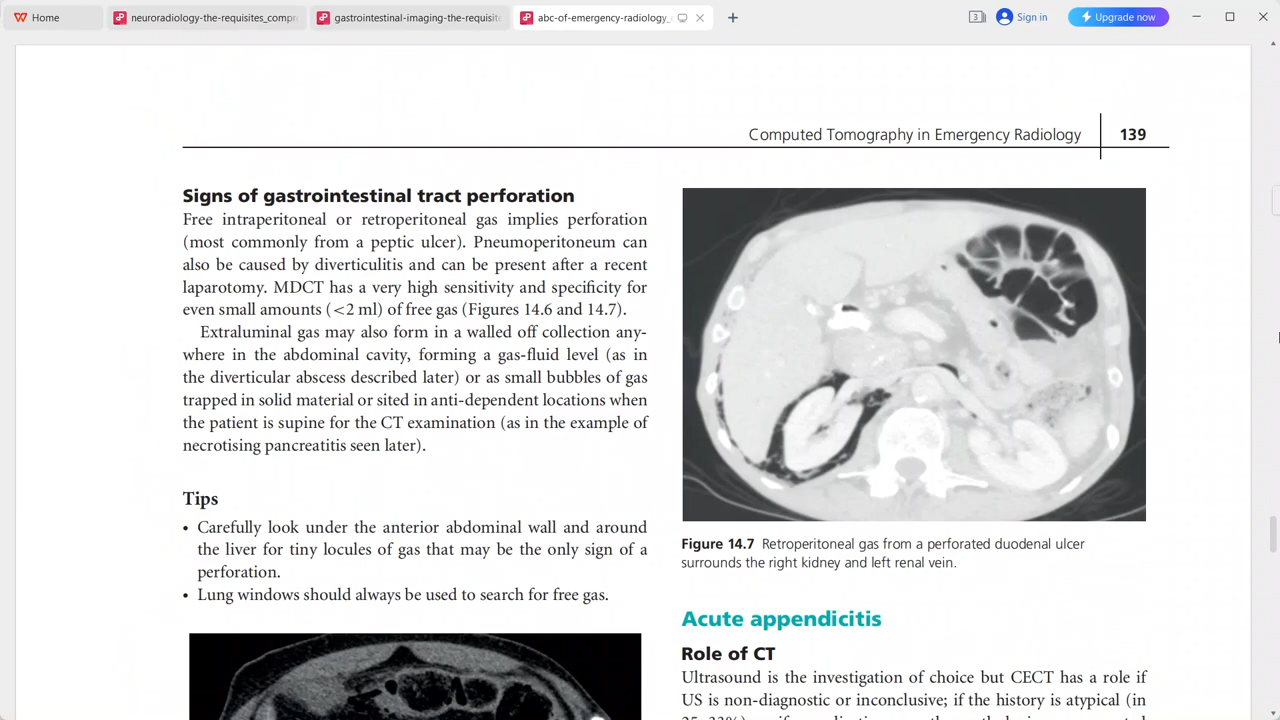 Home
neuroradiology-the-requisites_compr
gastrointestinal-imaging-the-requisite
abc-of-emergency-radiology_
3
Sign in
Upgrade now
Computed Tomography in Emergency Radiology 139
Signs of gastrointestinal tract perforation
Free intraperitoneal or retroperitoneal gas implies perforation
(most commonly from a peptic ulcer). Pneumoperitoneum can
also be caused by diverticulitis and can be present after a recent
laparotomy. MDCT has a very high sensitivity and specificity for
even small amounts (<2 ml) of free gas (Figures 14.6 and 14.7).
Extraluminal gas may also form in a walled off collection any-
where in the abdominal cavity, forming a gas-fluid level (as in
the diverticular abscess described later) or as small bubbles of gas
trapped in solid material or sited in anti-dependent locations when
the patient is supine for the CT examination (as in the example of
necrotising pancreatitis seen later).
Tips
• Carefully look under the anterior abdominal wall and around
the liver for tiny locules of gas that may be the only sign of a
perforation.
• Lung windows should always be used to search for free gas.
Figure 14.7 Retroperitoneal gas from a perforated duodenal ulcer
surrounds the right kidney and left renal vein.
Acute appendicitis
Role of CT
Ultrasound is the investigation of choice but CECT has a role if
US is non-diagnostic or inconclusive; if the history is atypical (in